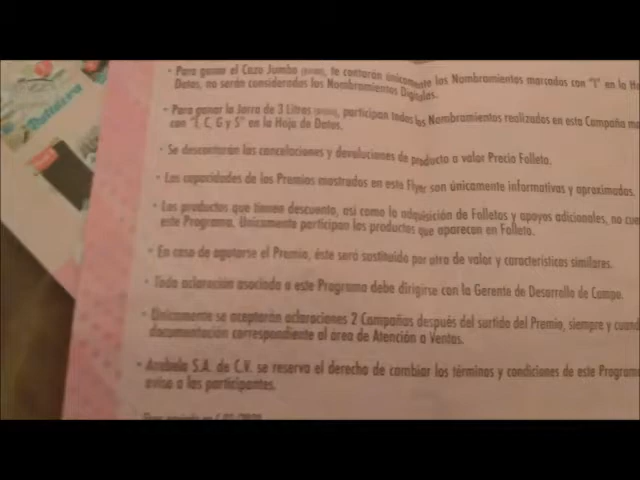 • Para ganar el Cazo Jumbo te contarán únicamente los Nombramientos marcados con "I" en la
Datos, no serán considerados los Nombramientos Digitales.
• Para ganar la Jarra de 3 Litros participan todos los Nombramientos realizados en esta Campaña
con "I, C, G y S" en la Hoja de Datos.
• Se descontarán las cancelaciones y devoluciones de producto a valor Precio Folleto.
• Las capacidades de los Premios mostrados en este Flyer son únicamente informativas y aproximadas.
• Los productos que tienen descuento, así como la adquisición de Folletos y apoyos adicionales, no
este Programa. Únicamente participan los productos que aparecen en Folleto.
• En caso de agotarse el Premio, éste será sustituido por otro de valor y características similares.
• Toda aclaración asociada a este Programa debe dirigirse con la Gerente de Desarrollo de Campo.
• Únicamente se aceptarán aclaraciones 2 Campañas después del surtido del Premio, siempre y
documentación correspondiente al área de Atención a Ventas.
• Arabela S.A. de C.V. se reserva el derecho de cambiar los términos y condiciones de este
aviso a las participantes.